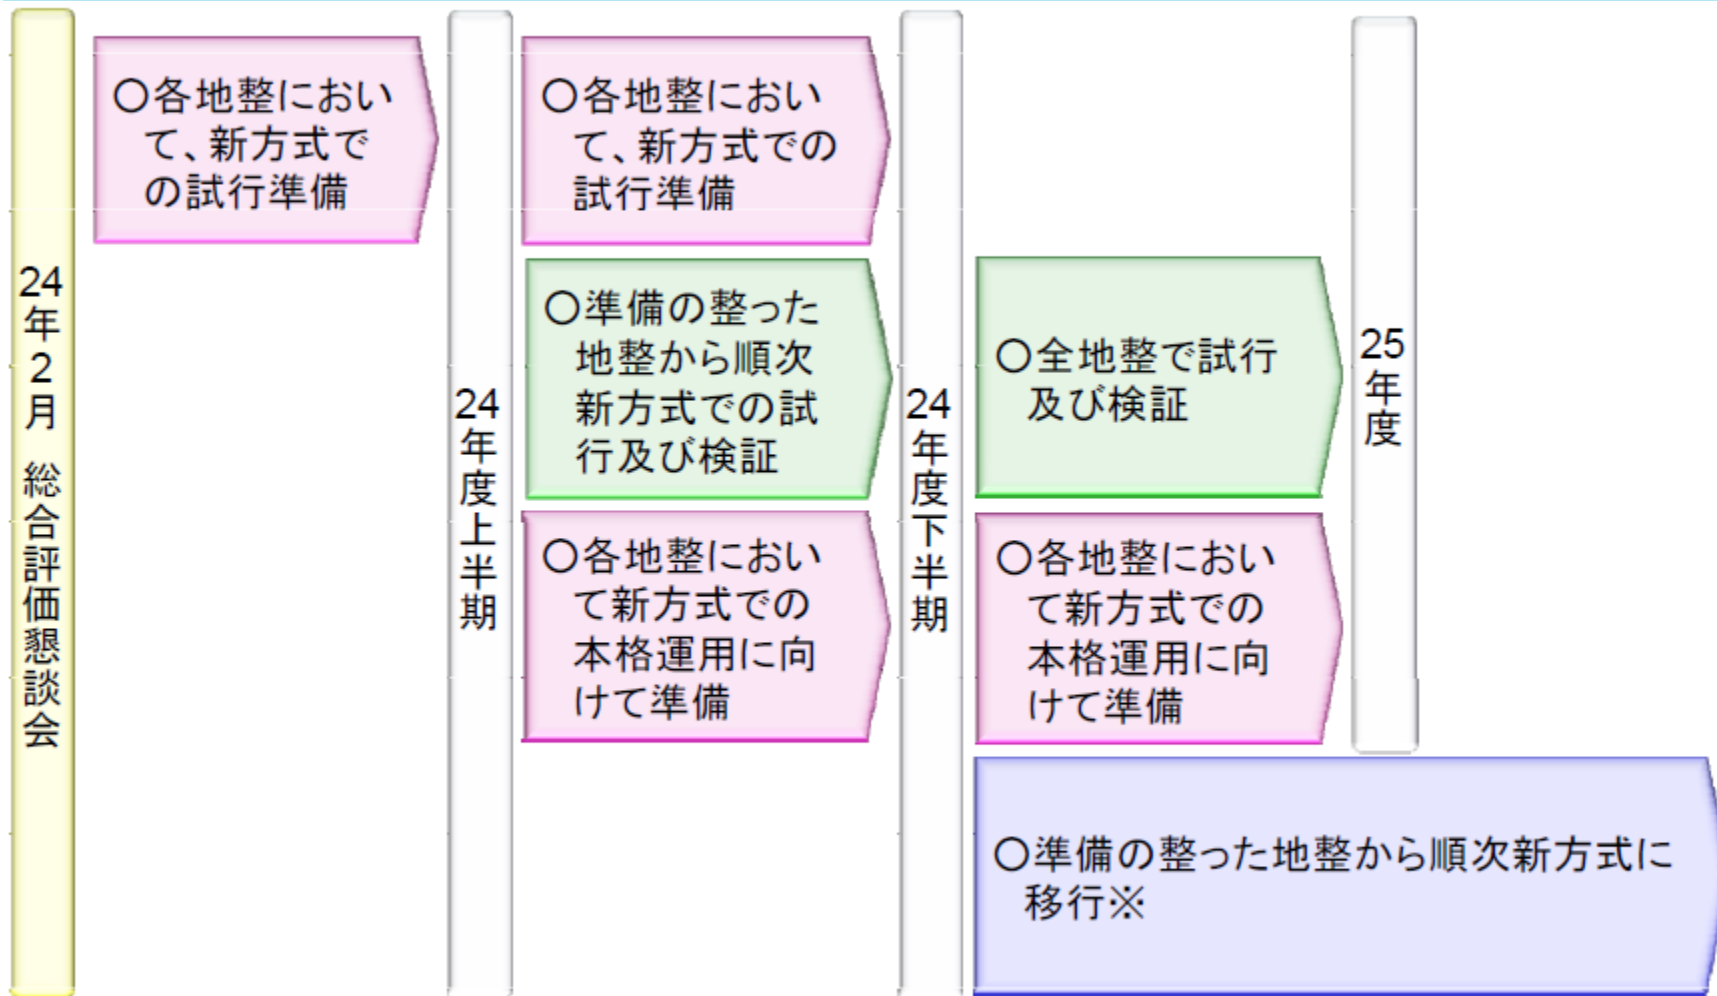 24年2月 総合評価懇談会
〇各地整におい
て、新方式で
の試行準備
24年度上半期
〇各地整におい
て、新方式での
試行準備
〇準備の整った
地整から順次
新方式での試
行及び検証
〇各地整におい
て新方式での
本格運用に向
けて準備
24年度下半期
〇全地整で試行
及び検証
〇各地整におい
て新方式での
本格運用に向
けて準備
25年度
〇準備の整った地整から順次新方式に
移行※